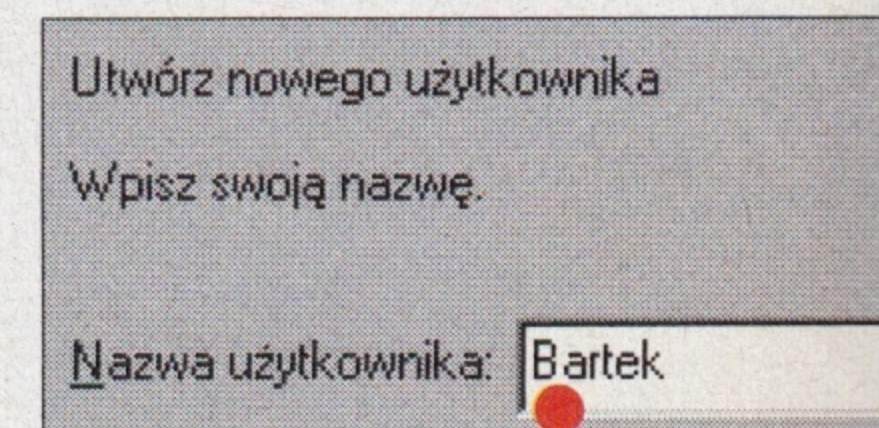 Utwórz nowego użytkownika
Wpisz swoją nazwę.
Nazwa użytkownika: Bartek